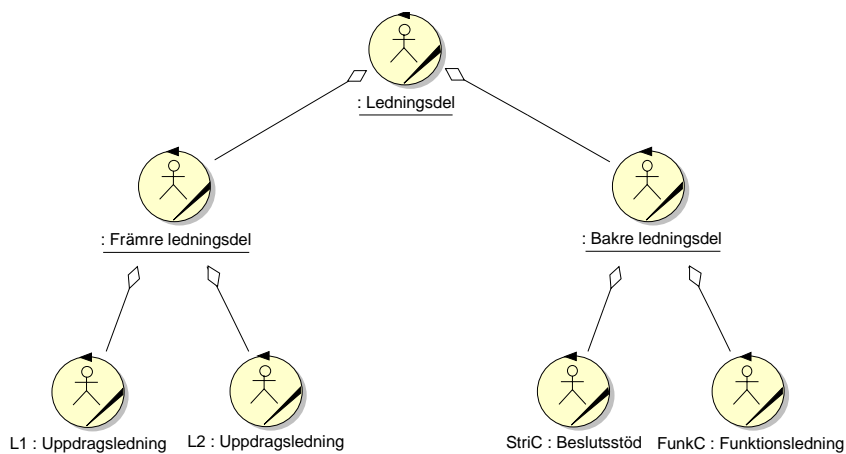 : Ledningsdel
: Främre ledningsdel
: Bakre ledningsdel
L1 : Uppdragsledning
L2 : Uppdragsledning
StriC : Beslutsstöd
FunkC : Funktionsledning